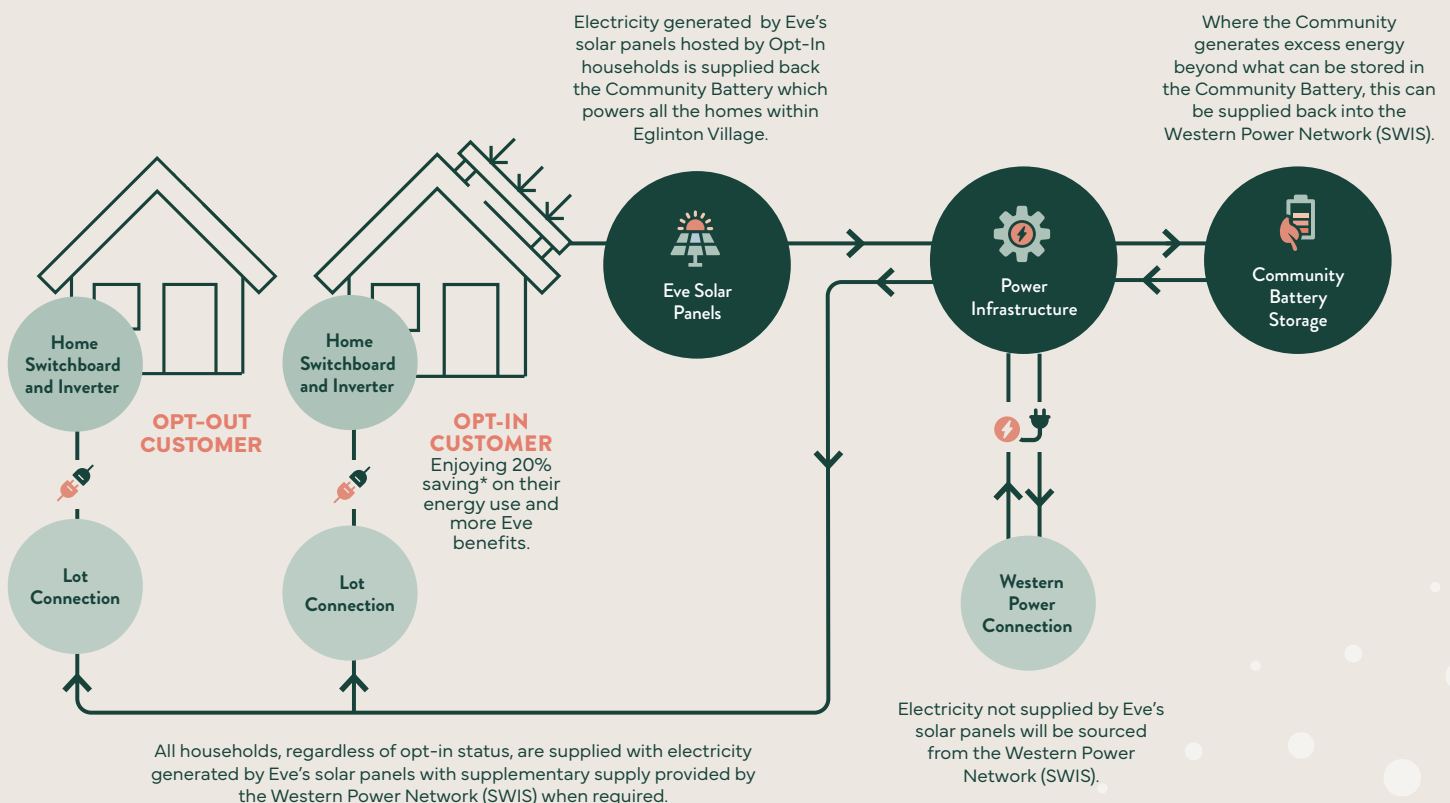 Electricity generated by Eve's
solar panels hosted by Opt-In
households is supplied back
the Community Battery which
powers all the homes within
Eglinton Village.
Where the Community
generates excess energy
beyond what can be stored in
the Community Battery, this can
be supplied back into the
Western Power Network (SWIS).
Eve Solar
Panels
Power
Infrastructure
Community
Battery
Storage
Home
Switchboard
and Inverter
OPT-OUT
CUSTOMER
Home
Switchboard
and Inverter
OPT-IN
CUSTOMER
Enjoying 20%
saving* on their
energy use and
more Eve
benefits.
Lot
Connection
Lot
Connection
Western
Power
Connection
Electricity not supplied by Eve's
solar panels will be sourced
from the Western Power
Network (SWIS).
All households, regardless of opt-in status, are supplied with electricity
generated by Eve's solar panels with supplementary supply provided by
the Western Power Network (SWIS) when required.